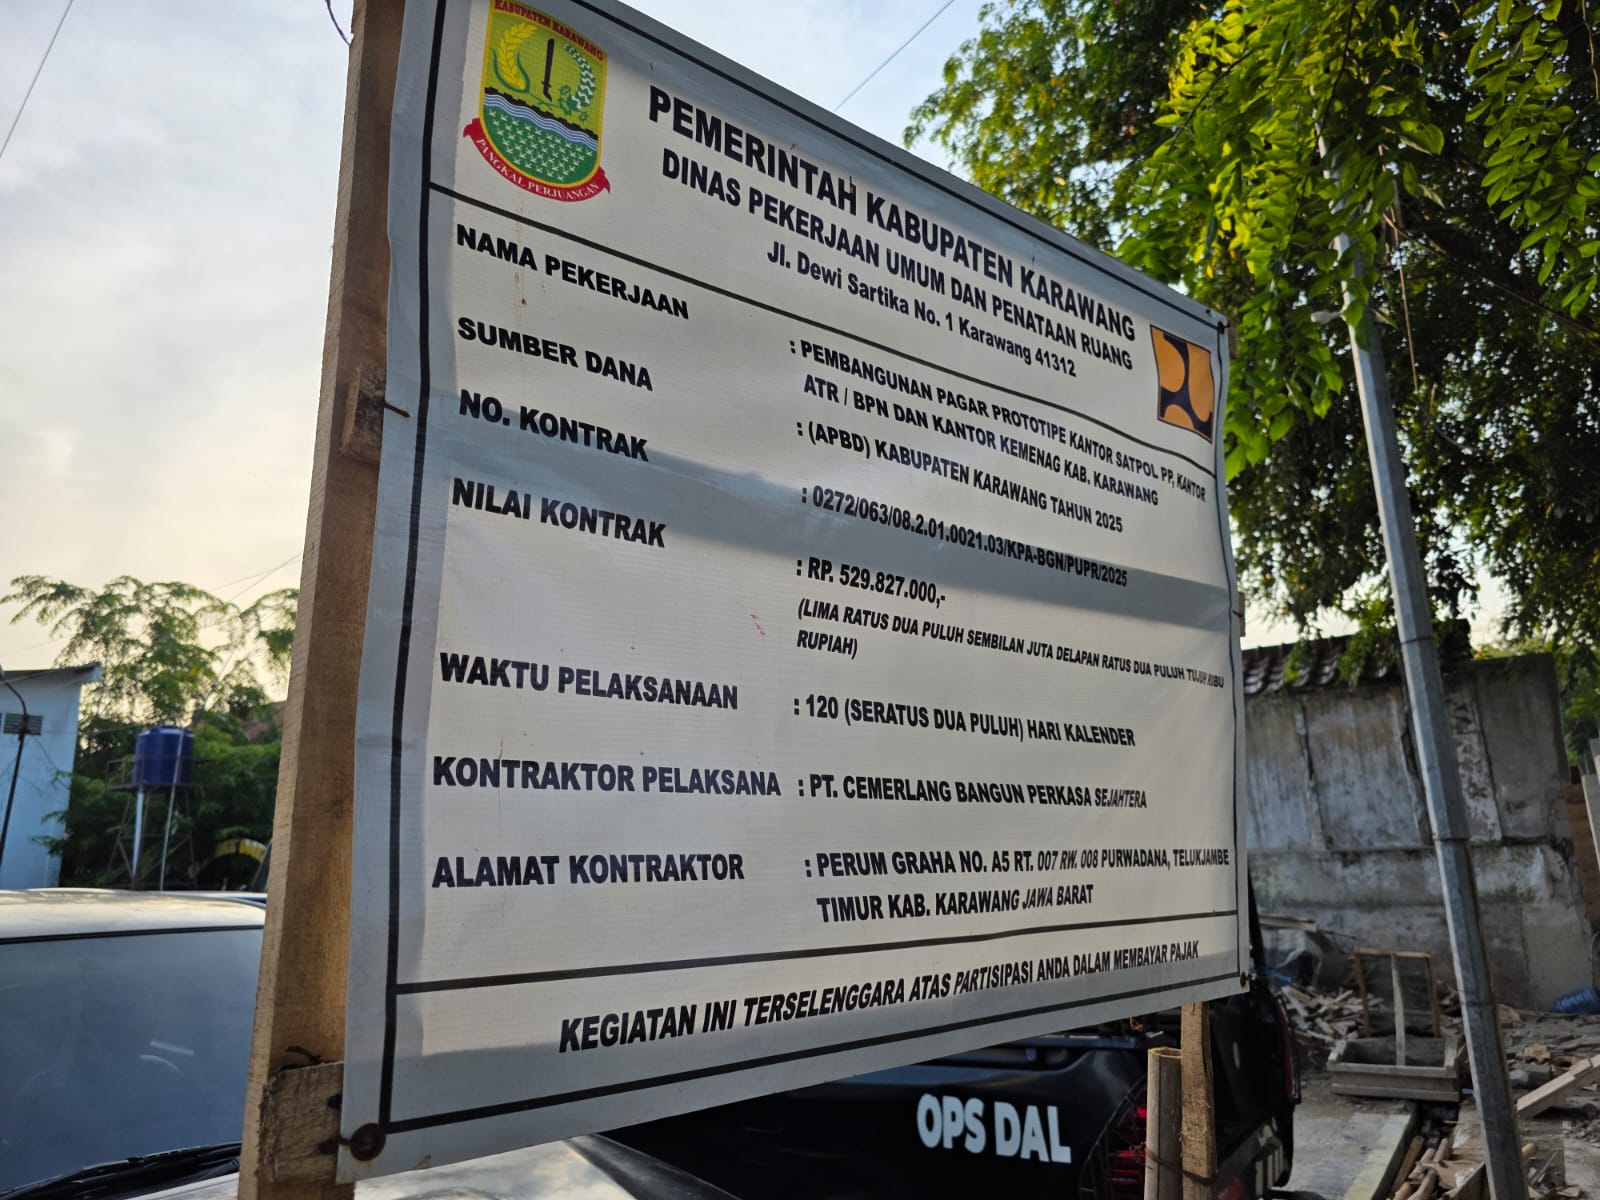 KABUPATEN KARAWANG
PANGKAL PERJUANGAN
PEMERINTAH KABUPATEN KARAWANG
DINAS PEKERJAAN UMUM DAN PENATAAN RUANG
Jl. Dewi Sartika No. 1 Karawang 41312
NAMA PEKERJAAN : PEMBANGUNAN PAGAR PROTOTIPE KANTOR SATPOL PP, KANTOR
ATR / BPN DAN KANTOR KEMENAG KAB. KARAWANG
SUMBER DANA : (APBD) KABUPATEN KARAWANG TAHUN 2025
NO. KONTRAK : 0272/063/08.2.01.0021.03/KPA-BGN/PUPR/2025
NILAI KONTRAK : RP. 529.827.000,-
(LIMA RATUS DUA PULUH SEMBILAN JUTA DELAPAN RATUS DUA PULUH TUJUH RIBU
RUPIAH)
WAKTU PELAKSANAAN : 120 (SERATUS DUA PULUH) HARI KALENDER
KONTRAKTOR PELAKSANA : PT. CEMERLANG BANGUN PERKASA SEJAHTERA
ALAMAT KONTRAKTOR : PERUM GRAHA NO. A5 RT. 007 RW. 008 PURWADANA, TELUKJAMBE
TIMUR KAB. KARAWANG JAWA BARAT
KEGIATAN INI TERSELENGGARA ATAS PARTISIPASI ANDA DALAM MEMBAYAR PAJAK
OPS DAL